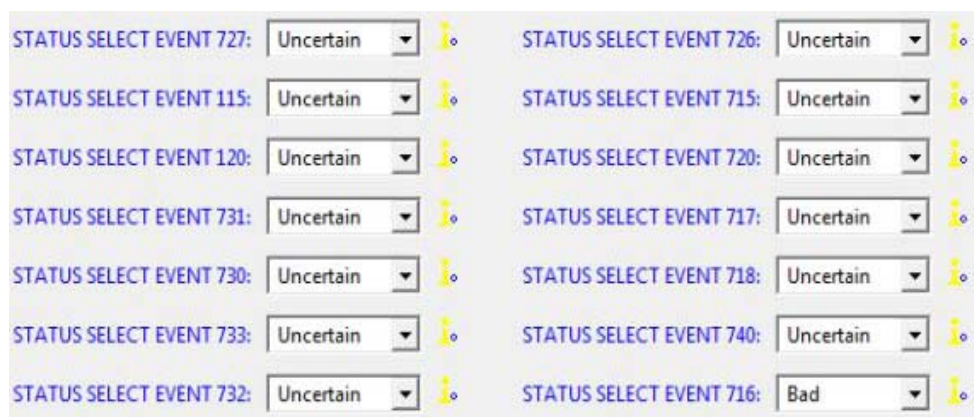 STATUS SELECT EVENT 727: Uncertain STATUS SELECT EVENT 726: Uncertain
STATUS SELECT EVENT 115: Uncertain STATUS SELECT EVENT 715: Uncertain
STATUS SELECT EVENT 120: Uncertain STATUS SELECT EVENT 720: Uncertain
STATUS SELECT EVENT 731: Uncertain STATUS SELECT EVENT 717: Uncertain
STATUS SELECT EVENT 730: Uncertain STATUS SELECT EVENT 718: Uncertain
STATUS SELECT EVENT 733: Uncertain STATUS SELECT EVENT 740: Uncertain
STATUS SELECT EVENT 732: Uncertain STATUS SELECT EVENT 716: Bad